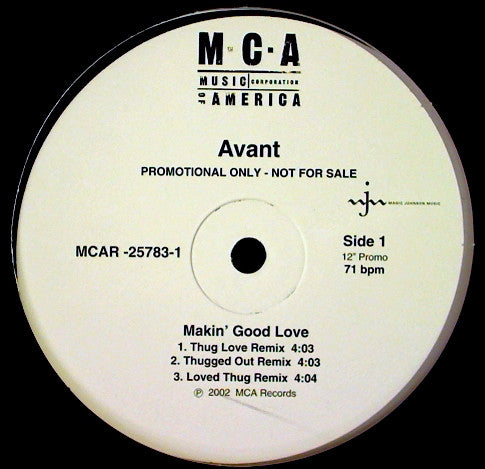 M·C·A
MUSIC CORPORATION
OF AMERICA
Avant
PROMOTIONAL ONLY - NOT FOR SALE
mjm MAGIC JOHNSON MUSIC
MCAR -25783-1
Side 1
12" Promo
71 bpm
Makin' Good Love
1. Thug Love Remix 4:03
2. Thugged Out Remix 4:03
3. Loved Thug Remix 4:04
℗ 2002 MCA Records